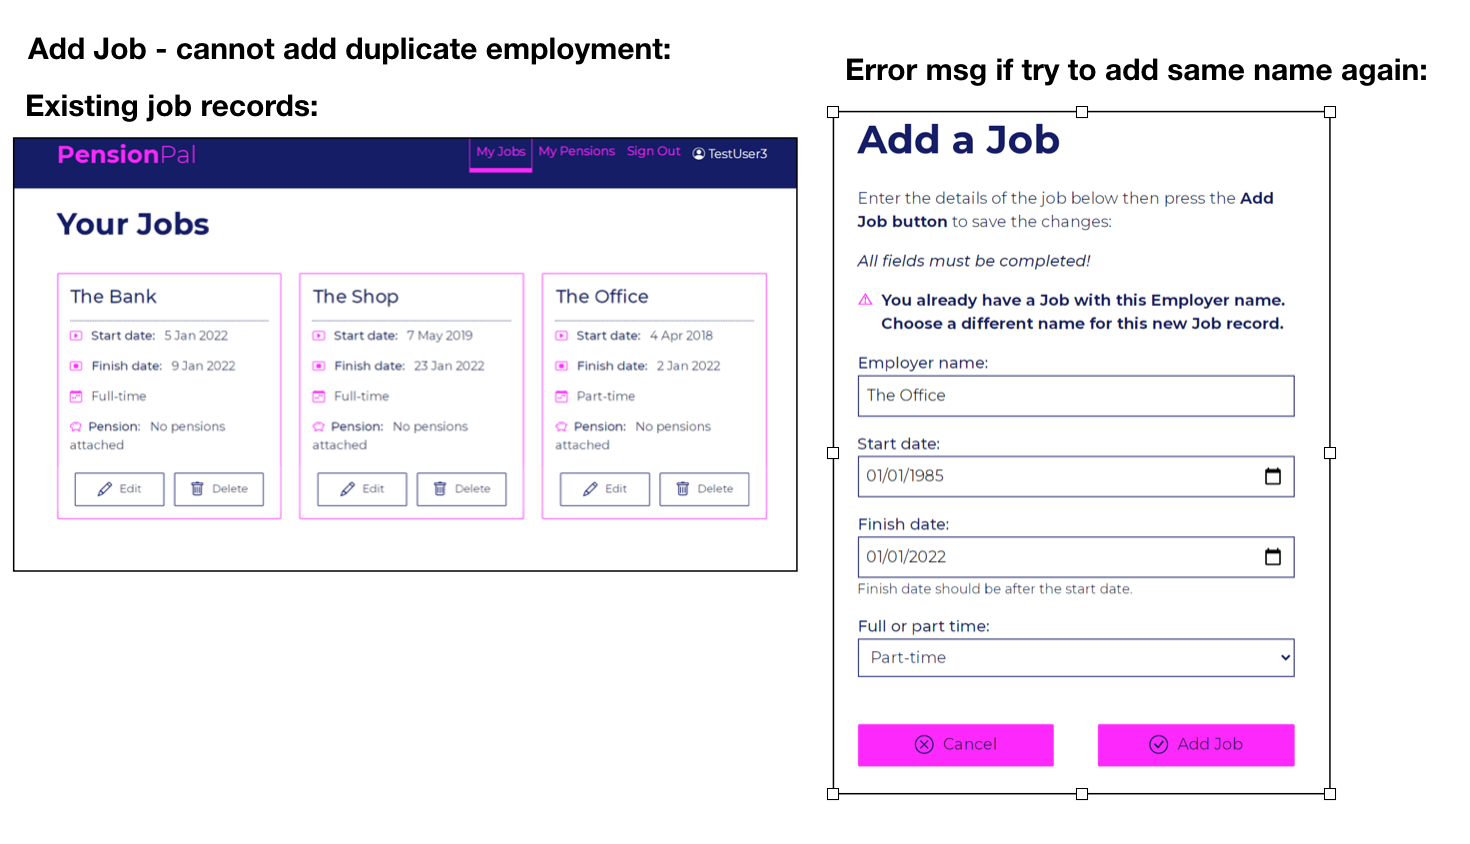 Add Job - cannot add duplicate employment:
Existing job records:
PensionPal
My Jobs My Pensions Sign Out TestUser3
Your Jobs
The Bank
Start date: 5 Jan 2022
Finish date: 9 Jan 2022
Full-time
Pension: No pensions
attached
Edit Delete
The Shop
Start date: 7 May 2019
Finish date: 23 Jan 2022
Full-time
Pension: No pensions
attached
Edit Delete
The Office
Start date: 4 Apr 2018
Finish date: 2 Jan 2022
Part-time
Pension: No pensions
attached
Edit Delete
Error msg if try to add same name again:
Add a Job
Enter the details of the job below then press the Add
Job button to save the changes:
All fields must be completed!
You already have a Job with this Employer name.
Choose a different name for this new Job record.
Employer name:
The Office
Start date:
01/01/1985
Finish date:
01/01/2022
Finish date should be after the start date.
Full or part time:
Part-time
Cancel Add Job